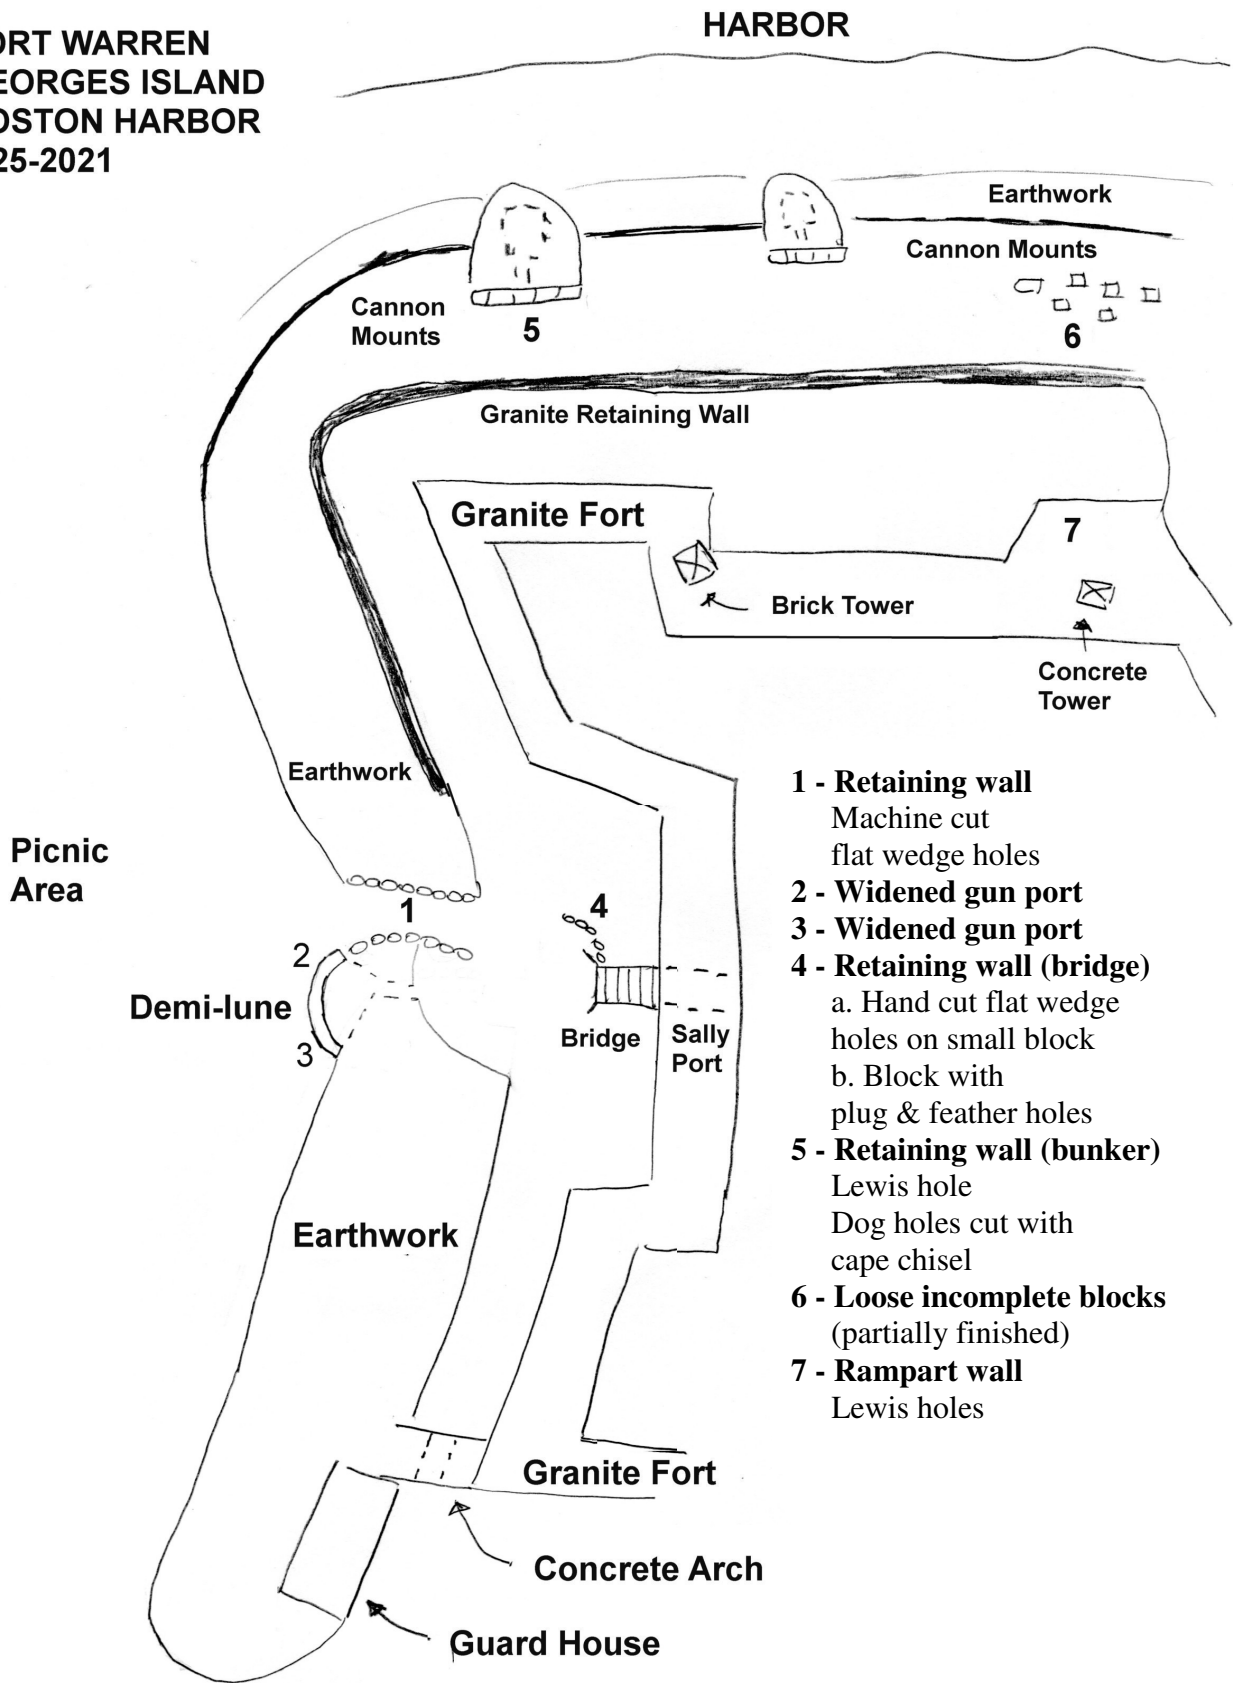 ORT WARREN
EORGES ISLAND
OSTON HARBOR
25-2021
HARBOR
Earthwork
Cannon Mounts
Cannon
Mounts
5
6
Granite Retaining Wall
Granite Fort
7
Brick Tower
Concrete
Tower
Earthwork
Picnic
Area
1
4
2
Demi-lune
3
Bridge
Sally
Port
1 - Retaining wall
Machine cut
flat wedge holes
2 - Widened gun port
3 - Widened gun port
4 - Retaining wall (bridge)
a. Hand cut flat wedge
holes on small block
b. Block with
plug & feather holes
5 - Retaining wall (bunker)
Lewis hole
Dog holes cut with
cape chisel
6 - Loose incomplete blocks
(partially finished)
7 - Rampart wall
Lewis holes
Earthwork
Granite Fort
Concrete Arch
Guard House